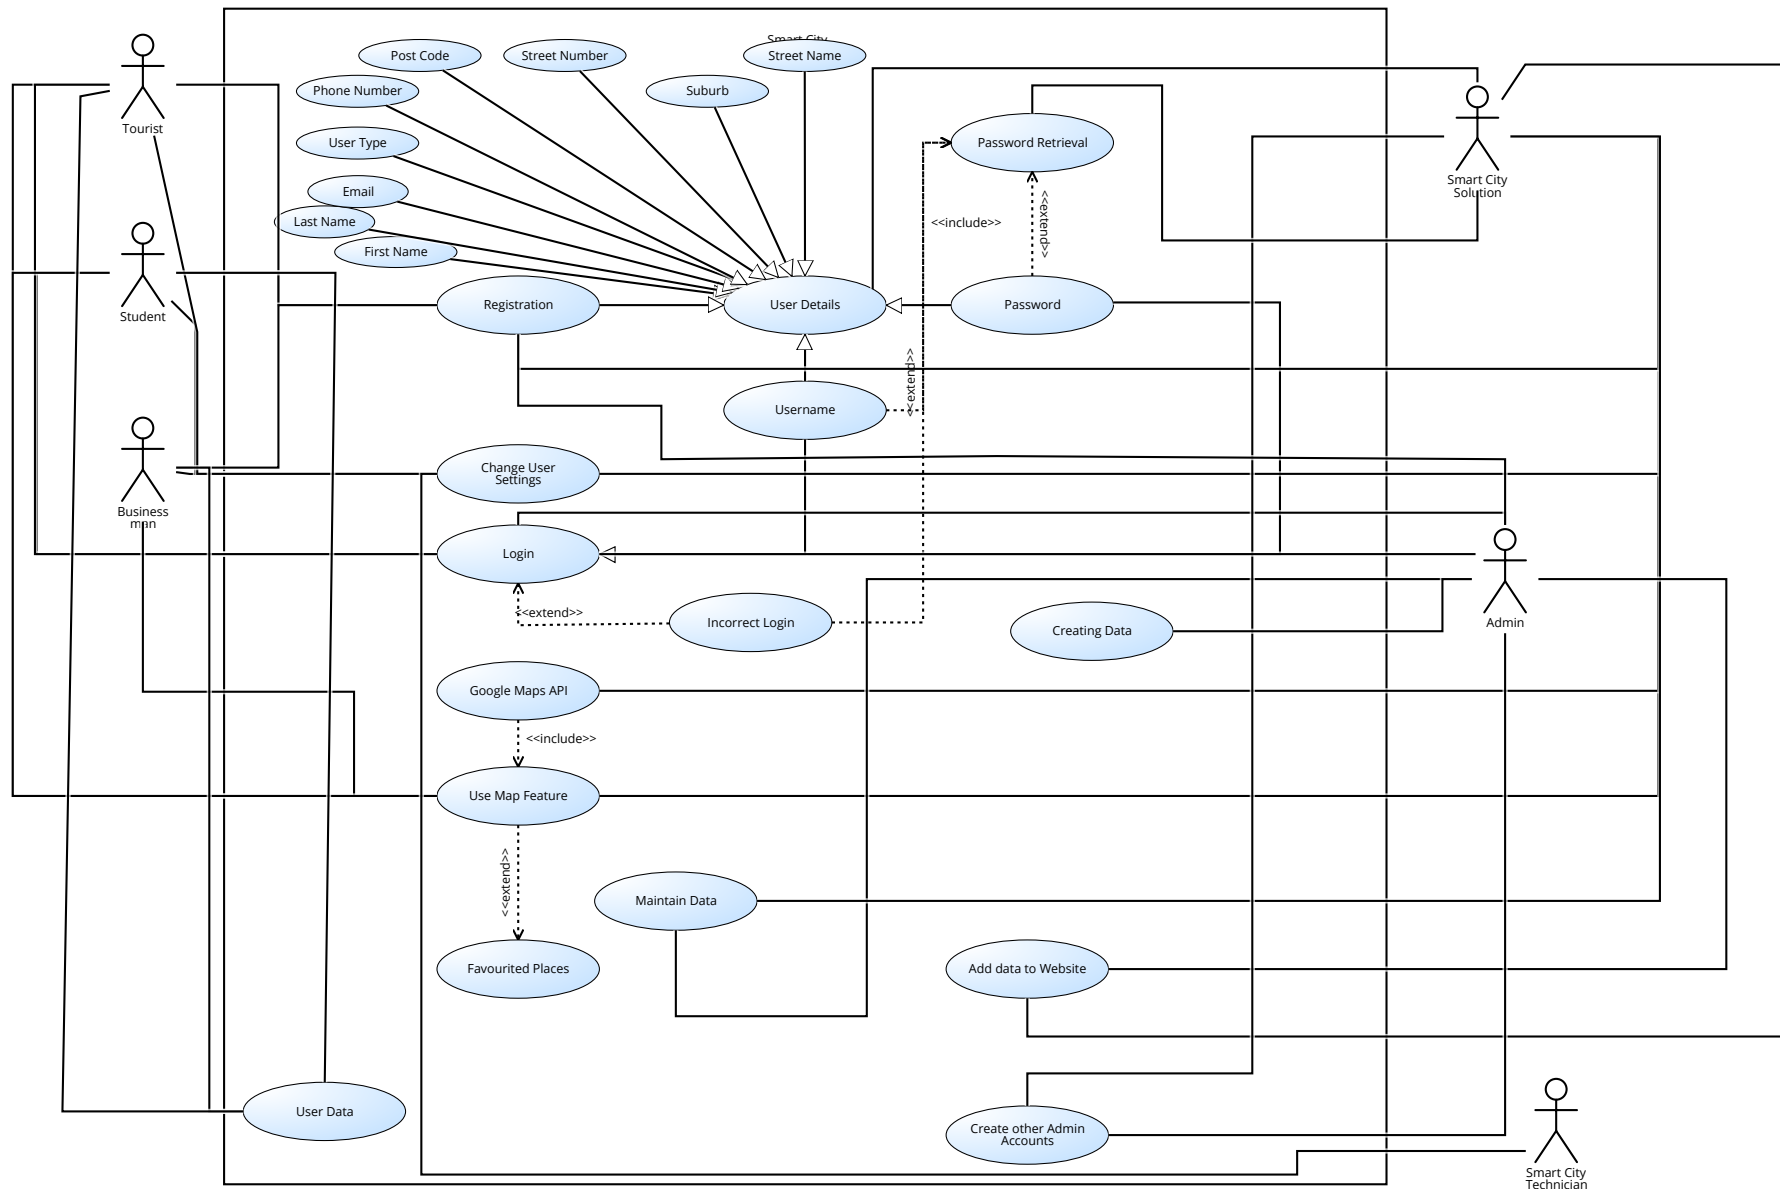 Smart City
Post Code
Street Number
Street Name
Phone Number
Suburb
Tourist
User Type
Password Retrieval
Email
Smart City
Solution
Last Name
<<include>>
<<extend>>
First Name
Student
Registration
User Details
Password
<<extend>>
Username
Change User
Settings
Business
man
Login
<<extend>>
Incorrect Login
Creating Data
Admin
Google Maps API
<<include>>
Use Map Feature
<<extend>>
Maintain Data
Favourited Places
Add data to Website
User Data
Create other Admin
Accounts
Smart City
Technician